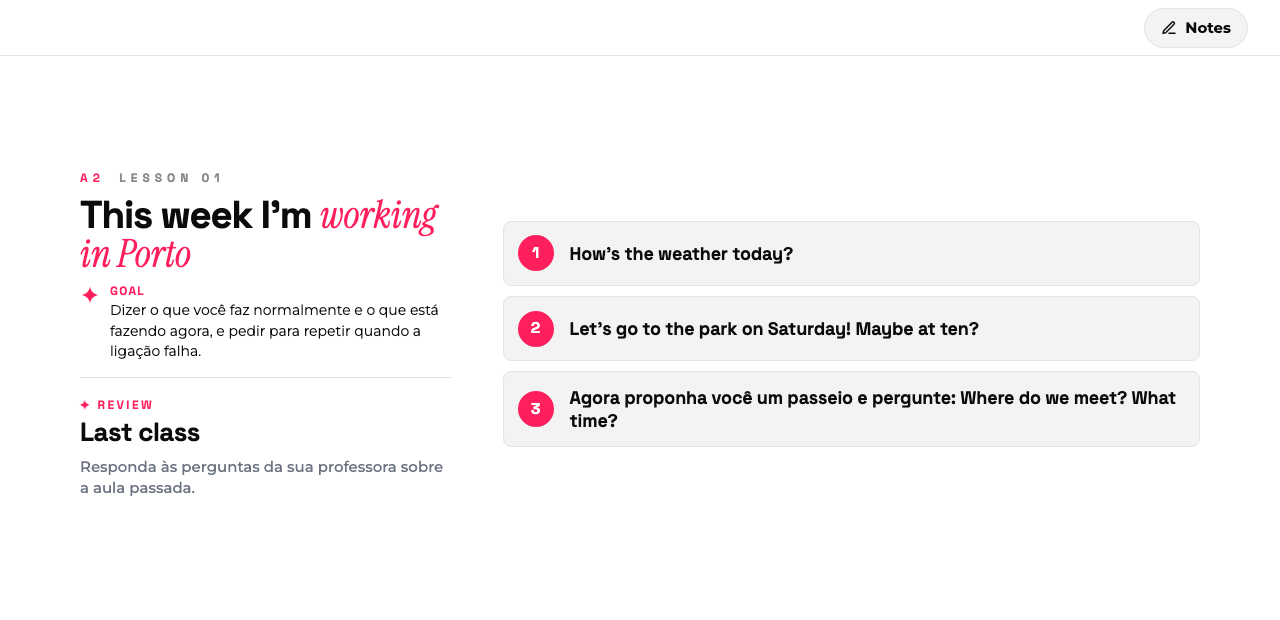 Notes
A2 LESSON 01
This week I'm working
in Porto
GOAL
Dizer o que você faz normalmente e o que está
fazendo agora, e pedir para repetir quando a
ligação falha.
REVIEW
Last class
Responda às perguntas da sua professora sobre
a aula passada.
1 How's the weather today?
2 Let's go to the park on Saturday! Maybe at ten?
3 Agora proponha você um passeio e pergunte: Where do we meet? What
time?